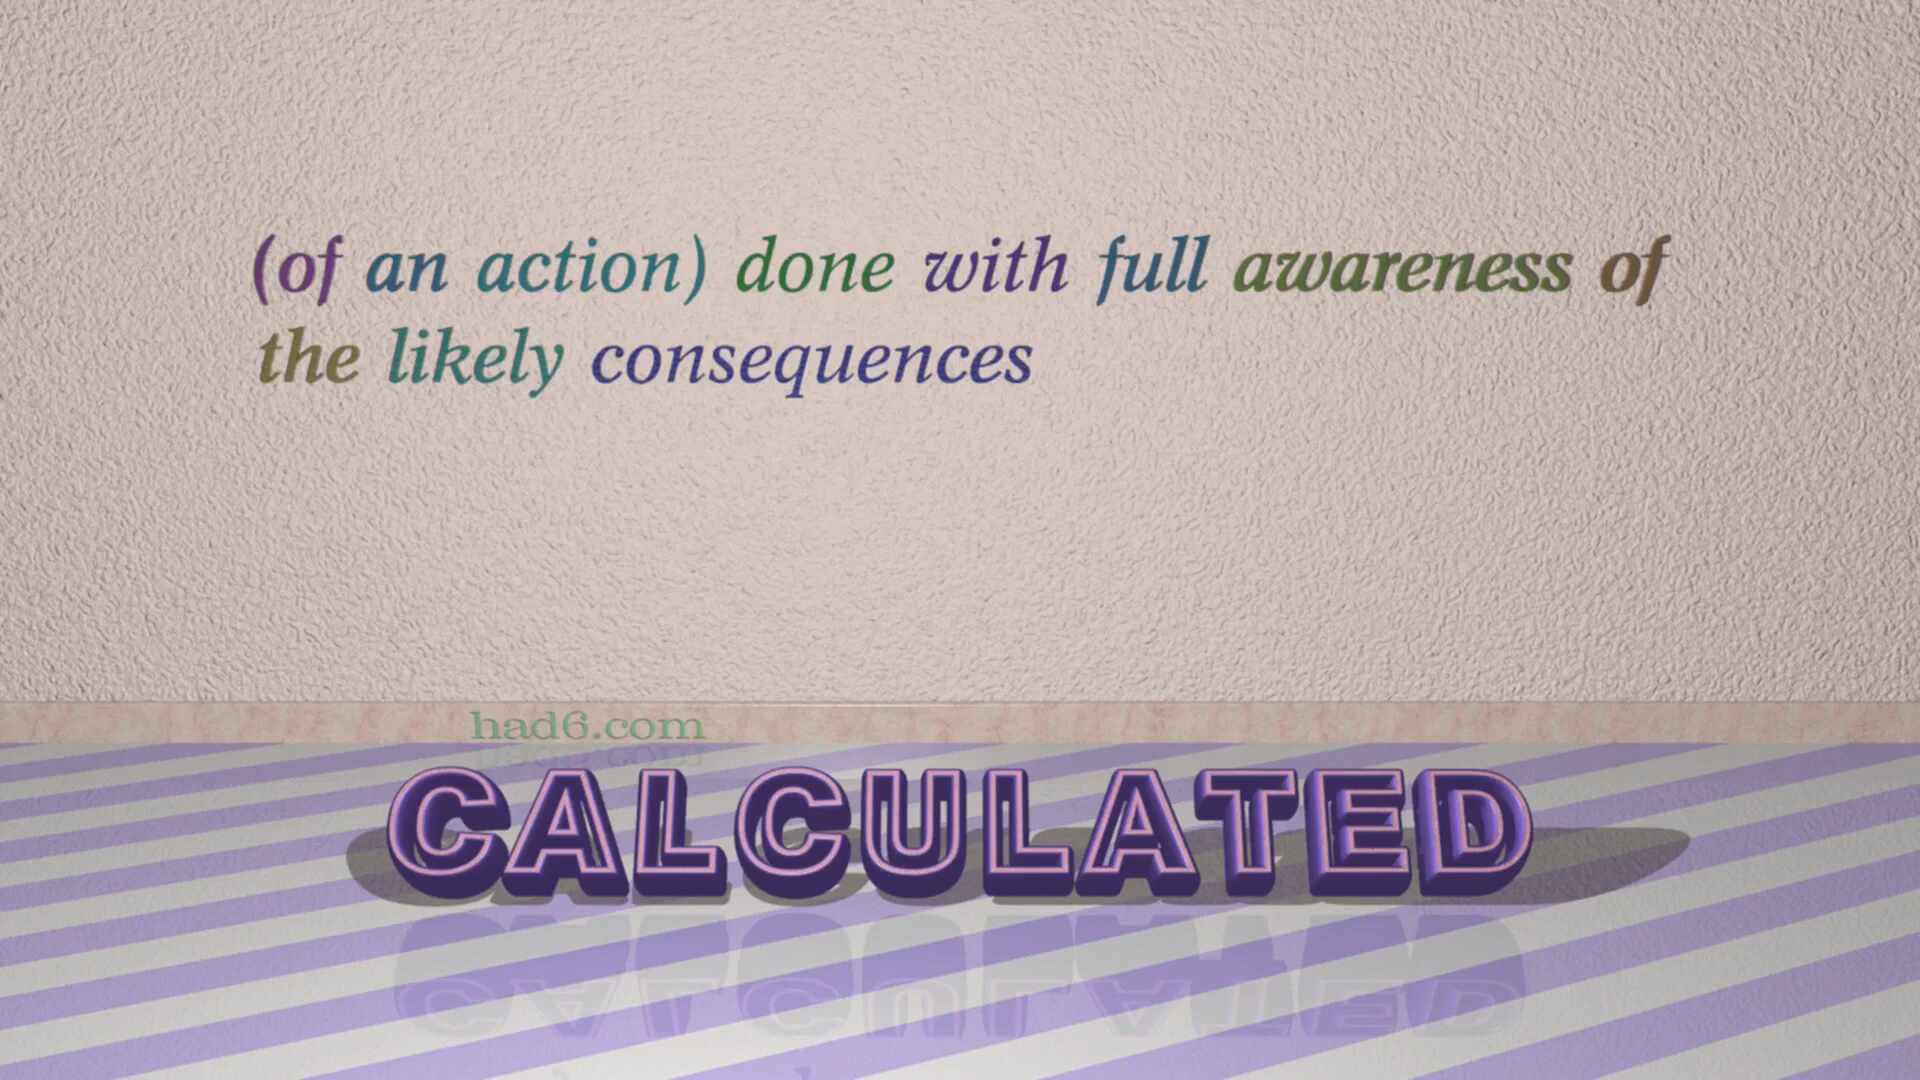 (of an action) done with full awareness of
the likely consequences
had6.com
CALCULATED